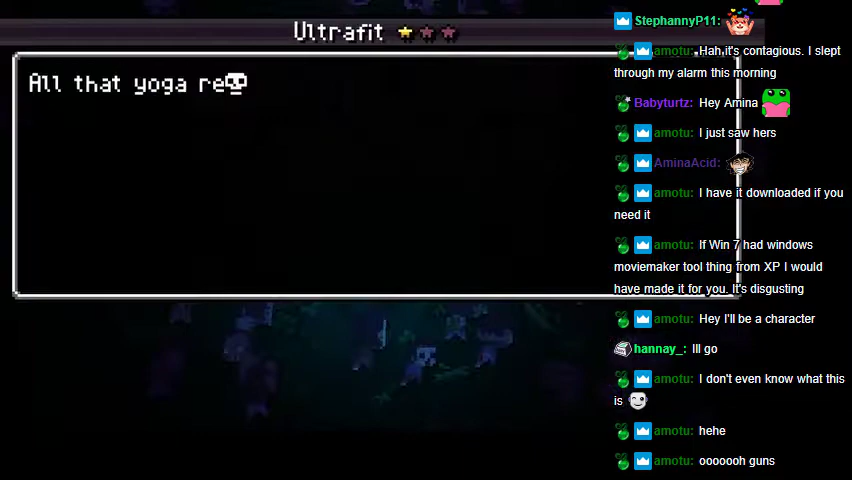 Ultrafit
All that yoga re
StephannyP11:
amotu: Hah it's contagious. I slept
through my alarm this morning
Babyturtz: Hey Amina
amotu: I just saw hers
AminaAcid:
amotu: I have it downloaded if you
need it
amotu: If Win 7 had windows
moviemaker tool thing from XP I would
have made it for you. It's disgusting
amotu: Hey I'll be a character
hannay_: Ill go
amotu: I don't even know what this
is
amotu: hehe
amotu: ooooooh guns